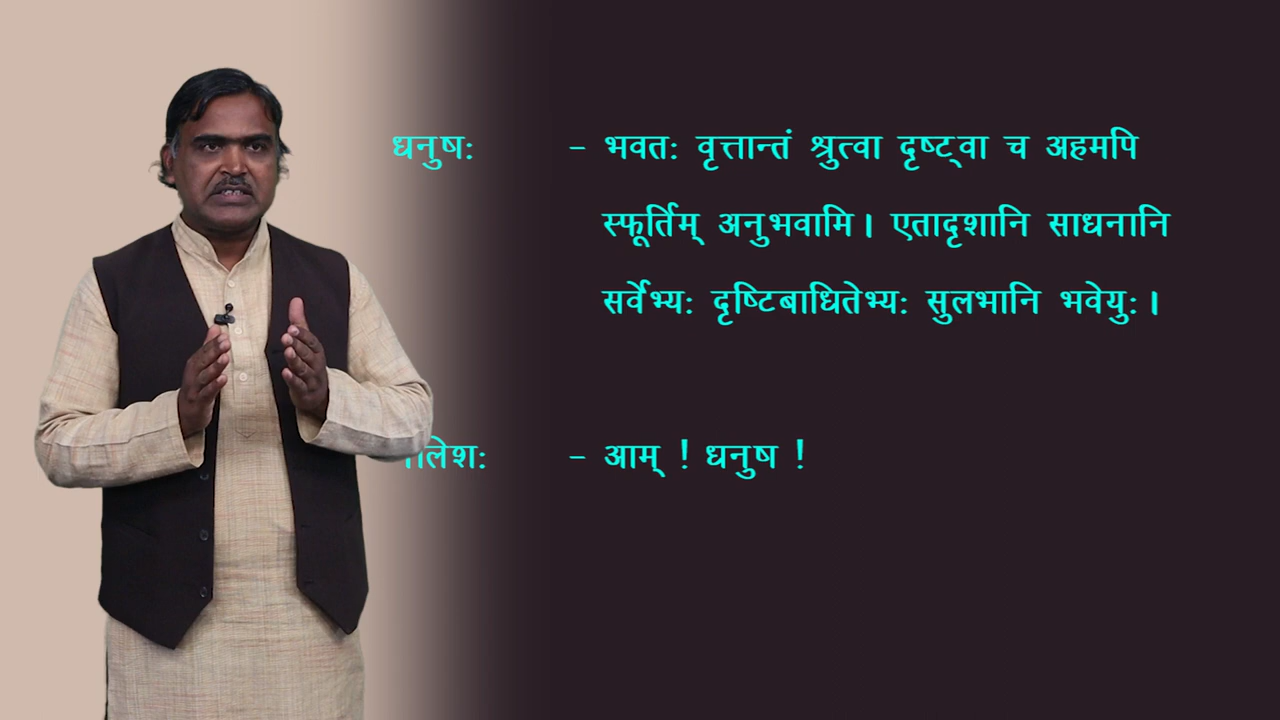 धनुषः - भवतः वृत्तान्तं श्रुत्वा दृष्ट्वा च अहमपि
स्फूर्तिम् अनुभवामि। एतादृशानि साधनानि
सर्वेभ्यः दृष्टिबाधितेभ्यः सुलभानि भवेयुः।
- आम् ! धनुष !